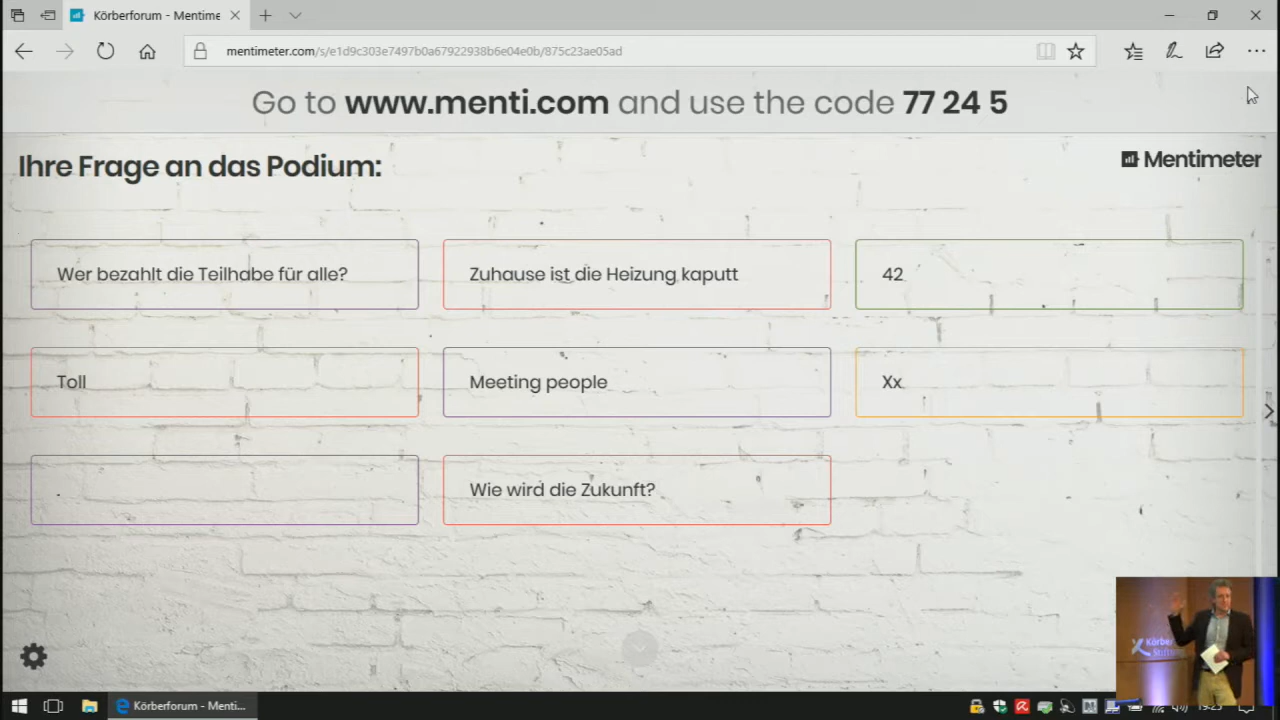 Körberforum - Mentime
mentimeter.com/s/e1d9c303e7497b0a67922938b6e04e0b/875c23ae05ad
Go to www.menti.com and use the code 77 24 5
Ihre Frage an das Podium:
Mentimeter
Wer bezahlt die Teilhabe für alle?
Zuhause ist die Heizung kaputt
42
Toll
Meeting people
Xx
.
Wie wird die Zukunft?
Körber
Stiftung
Körberforum - Menti...